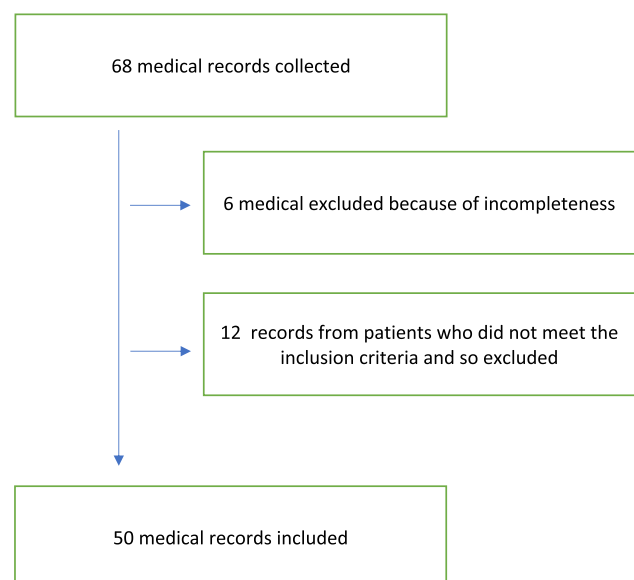 68 medical records collected
6 medical excluded because of incompleteness
12  records from patients who did not meet the
inclusion criteria and so excluded
50 medical records included